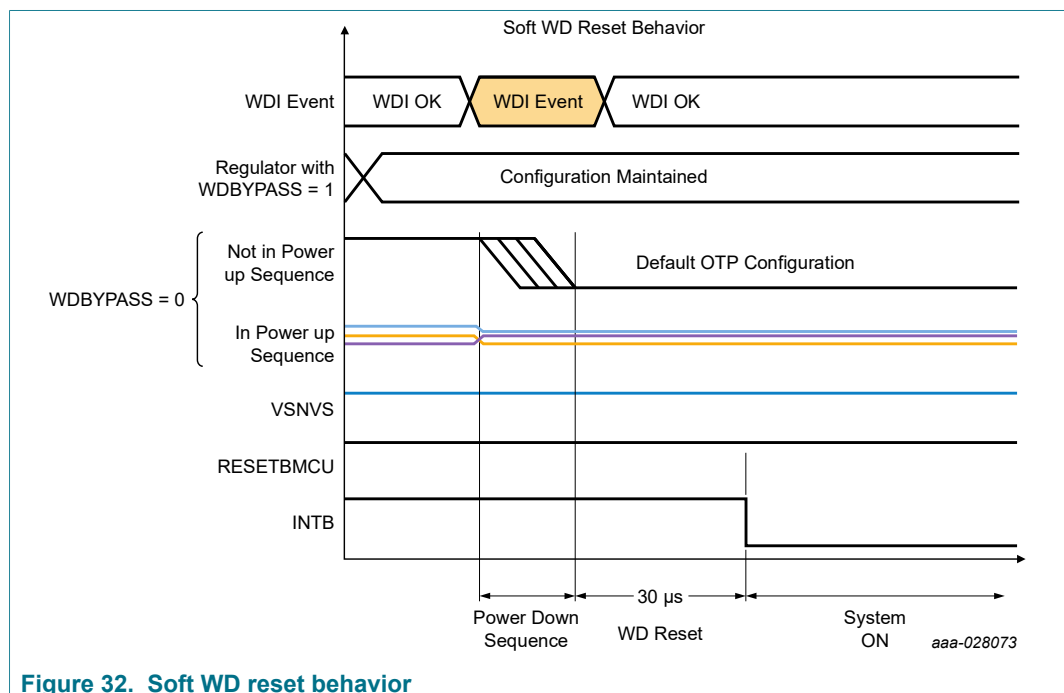 Soft WD Reset Behavior
WDI Event
WDI OK
WDI Event
WDI OK
Regulator with
WDBYPASS = 1
Configuration Maintained
WDBYPASS = 0
Not in Power
up Sequence
Default OTP Configuration
In Power up
Sequence
VSNVS
RESETBMCU
INTB
Power Down
Sequence
30 µs
WD Reset
System
ON
aaa-028073
Figure 32. Soft WD reset behavior